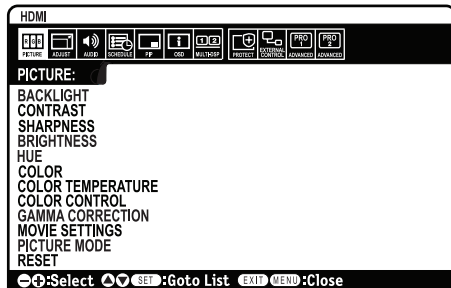 HDMI
RGB
PICTURE ADJUST AUDIO SCHEDULE PIP OSD MULTI-DSP PROTECT EXTERNAL CONTROL PRO 1 ADVANCED PRO 2 ADVANCED
PICTURE:
BACKLIGHT
CONTRAST
SHARPNESS
BRIGHTNESS
HUE
COLOR
COLOR TEMPERATURE
COLOR CONTROL
GAMMA CORRECTION
MOVIE SETTINGS
PICTURE MODE
RESET
:Select SET :Goto List EXIT MENU :Close